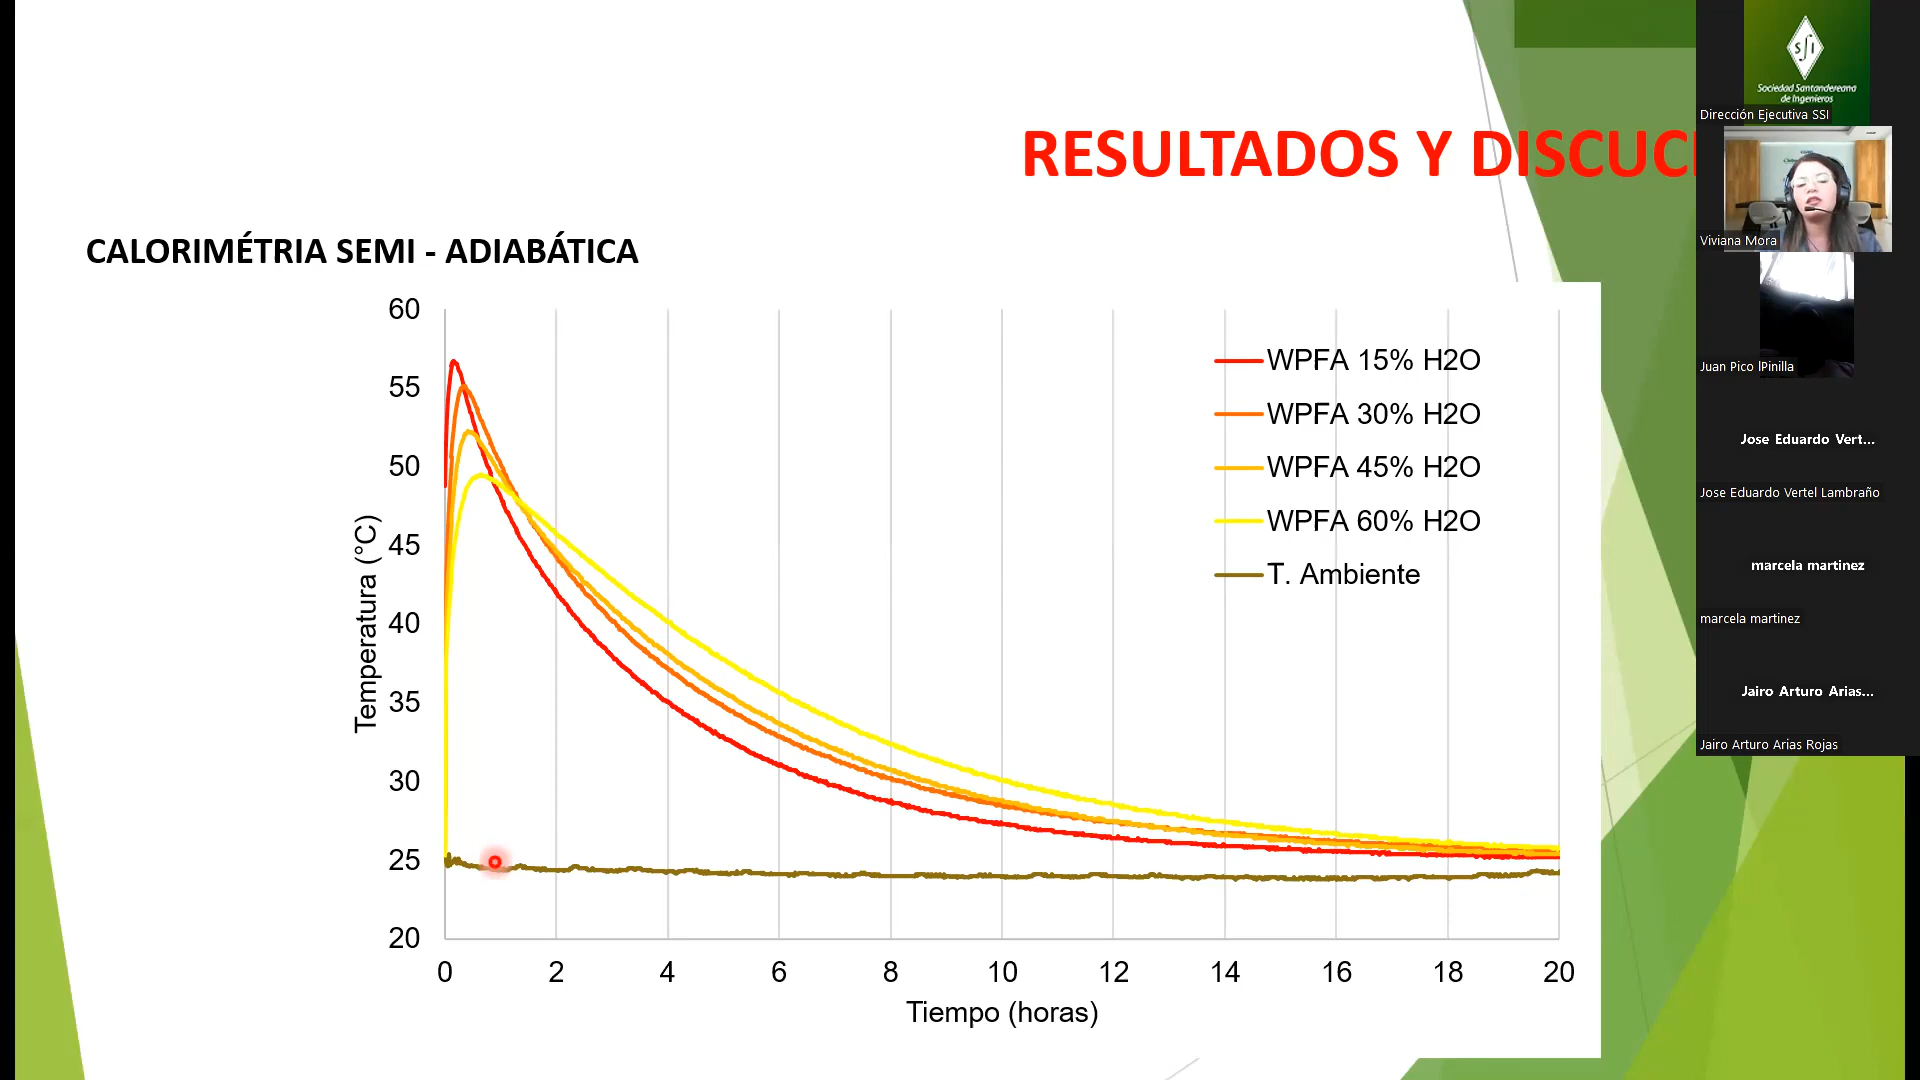 RESULTADOS Y DISCUC
CALORIMÉTRIA SEMI - ADIABÁTICA
60
55
50
45
40
35
30
25
20
Temperatura (°C)
0 2 4 6 8 10 12 14 16 18 20
Tiempo (horas)
WPFA 15% H2O
WPFA 30% H2O
WPFA 45% H2O
WPFA 60% H2O
T. Ambiente
SSI
Sociedad Santandereana
de Ingenieros
Dirección Ejecutiva SSI
Viviana Mora
Juan Pico lPinilla
Jose Eduardo Vert...
Jose Eduardo Vertel Lambraño
marcela martinez
marcela martinez
Jairo Arturo Arias...
Jairo Arturo Arias Rojas